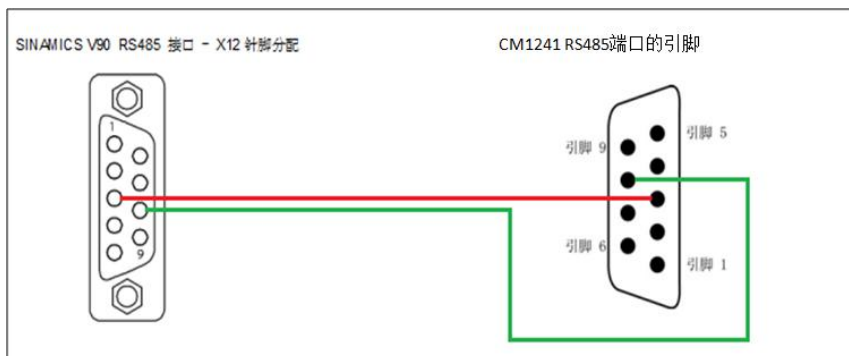 SINAMICS V90 RS485 接口 - X12 针脚分配
CM1241 RS485端口的引脚
1
9
引脚 9
引脚 5
引脚 6
引脚 1